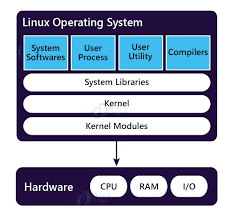 Linux Operating System
System
Softwares
User
Process
User
Utility
Compilers
System Libraries
Kernel
Kernel Modules
Hardware
CPU
RAM
I/O